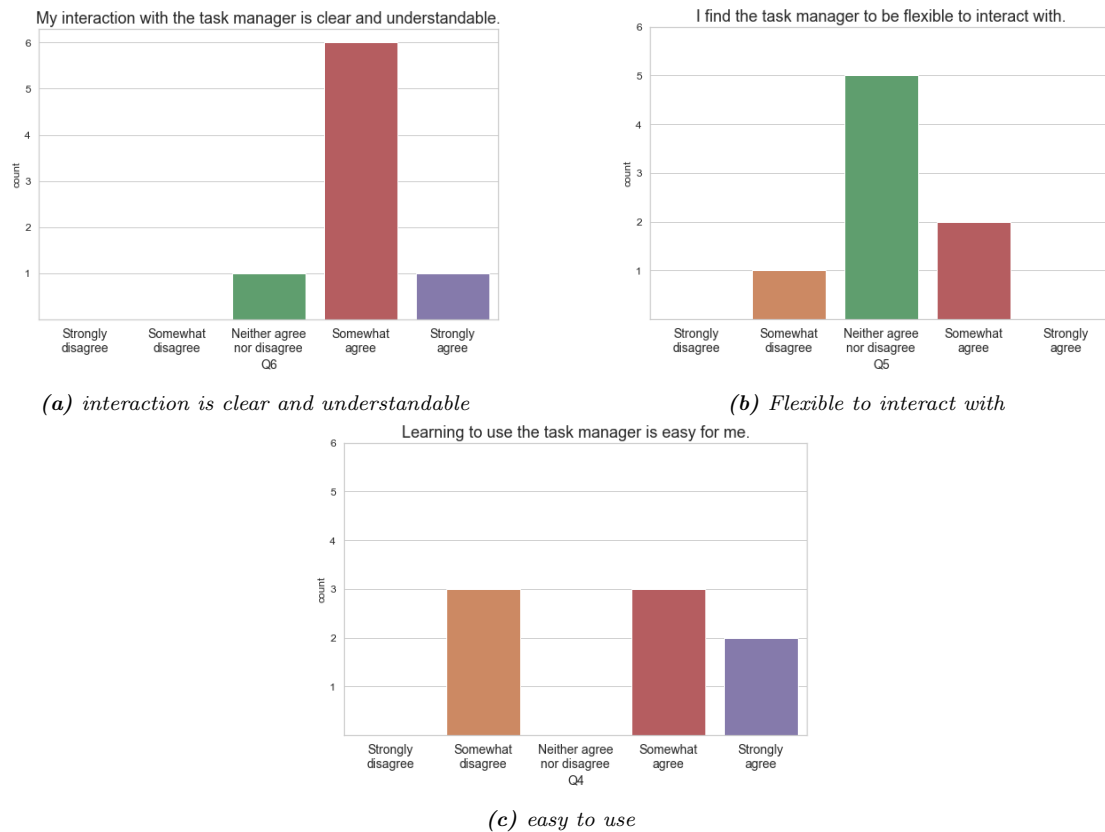 My interaction with the task manager is clear and understandable.
6
5
4
3
2
1
count
Strongly disagree
Somewhat disagree
Neither agree nor disagree
Somewhat agree
Strongly agree
Q6
(a) interaction is clear and understandable
I find the task manager to be flexible to interact with.
6
5
4
3
2
1
count
Strongly disagree
Somewhat disagree
Neither agree nor disagree
Somewhat agree
Strongly agree
Q5
(b) Flexible to interact with
Learning to use the task manager is easy for me.
6
5
4
3
2
1
count
Strongly disagree
Somewhat disagree
Neither agree nor disagree
Somewhat agree
Strongly agree
Q4
(c) easy to use